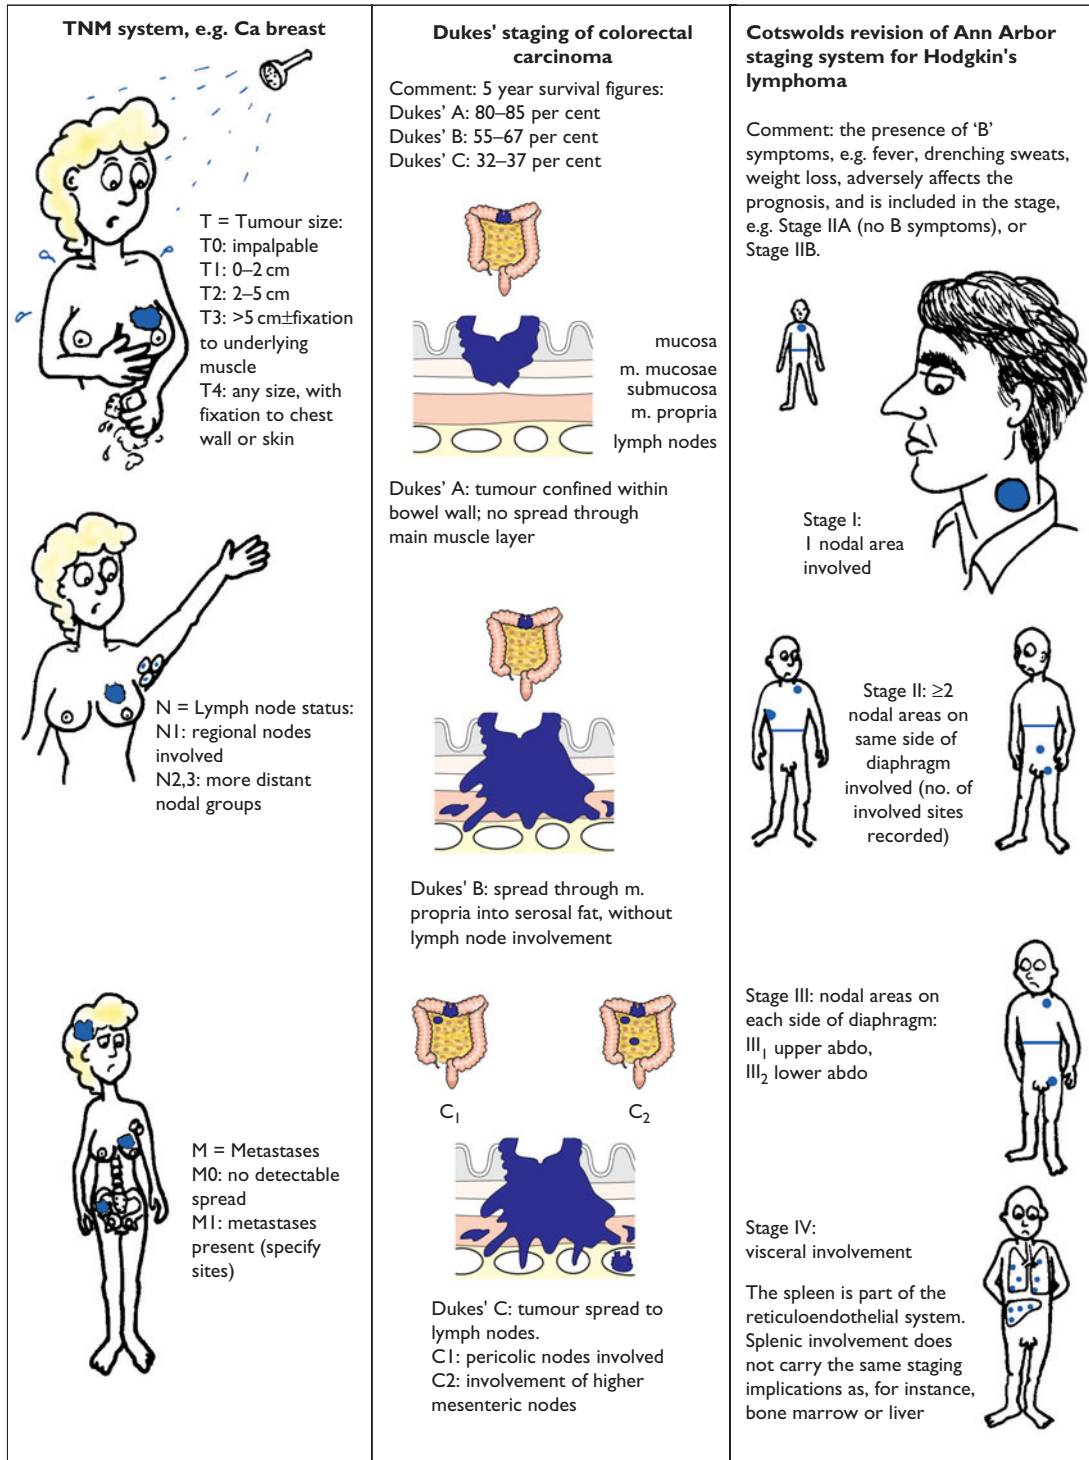 TNM system, e.g. Ca breast
T = Tumour size:
T0: impalpable
T1: 0–2 cm
T2: 2–5 cm
T3: >5 cm±fixation
to underlying
muscle
T4: any size, with
fixation to chest
wall or skin
N = Lymph node status:
N1: regional nodes
involved
N2,3: more distant
nodal groups
M = Metastases
M0: no detectable
spread
M1: metastases
present (specify
sites)
Dukes' staging of colorectal
carcinoma
Comment: 5 year survival figures:
Dukes' A: 80–85 per cent
Dukes' B: 55–67 per cent
Dukes' C: 32–37 per cent
mucosa
m. mucosae
submucosa
m. propria
lymph nodes
Dukes' A: tumour confined within
bowel wall; no spread through
main muscle layer
Dukes' B: spread through m.
propria into serosal fat, without
lymph node involvement
C1 C2
Dukes' C: tumour spread to
lymph nodes.
C1: pericolic nodes involved
C2: involvement of higher
mesenteric nodes
Cotswolds revision of Ann Arbor
staging system for Hodgkin's
lymphoma
Comment: the presence of ‘B’
symptoms, e.g. fever, drenching sweats,
weight loss, adversely affects the
prognosis, and is included in the stage,
e.g. Stage IIA (no B symptoms), or
Stage IIB.
Stage I:
1 nodal area
involved
Stage II: ≥2
nodal areas on
same side of
diaphragm
involved (no. of
involved sites
recorded)
Stage III: nodal areas on
each side of diaphragm:
III1 upper abdo,
III2 lower abdo
Stage IV:
visceral involvement
The spleen is part of the
reticuloendothelial system.
Splenic involvement does
not carry the same staging
implications as, for instance,
bone marrow or liver